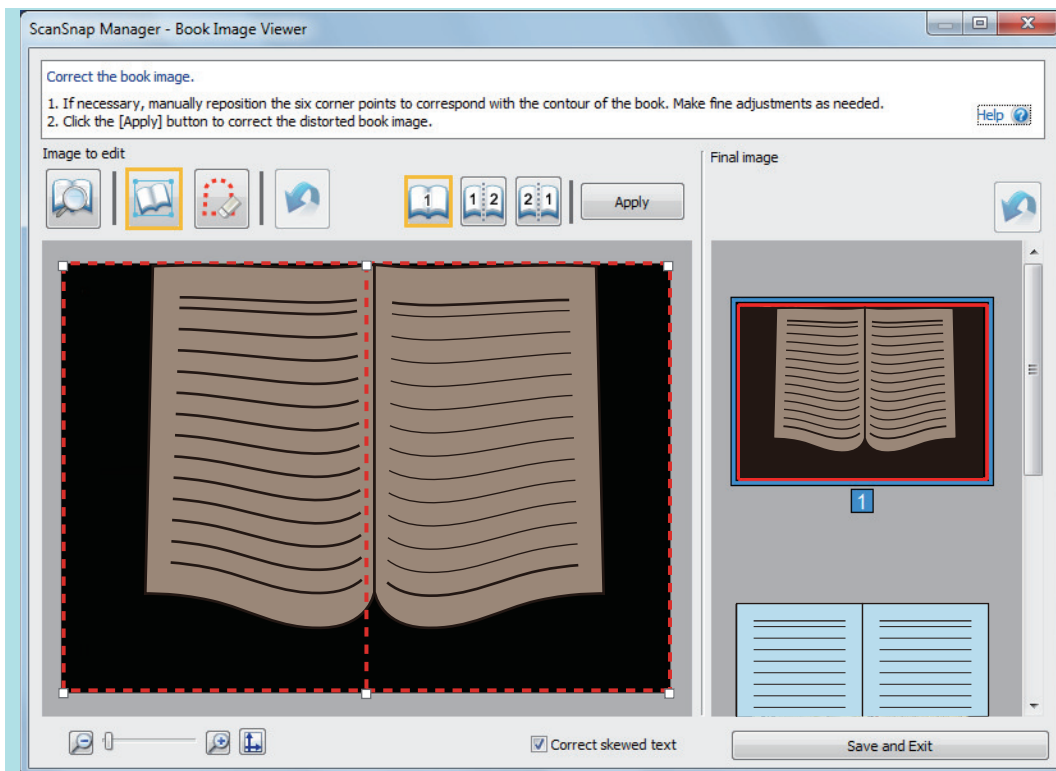 ScanSnap Manager - Book Image Viewer
Correct the book image.
1. If necessary, manually reposition the six corner points to correspond with the contour of the book. Make fine adjustments as needed.
2. Click the [Apply] button to correct the distorted book image.
Help ?
Image to edit
Final image
1
1 2
2 1
Apply
1
Correct skewed text
Save and Exit